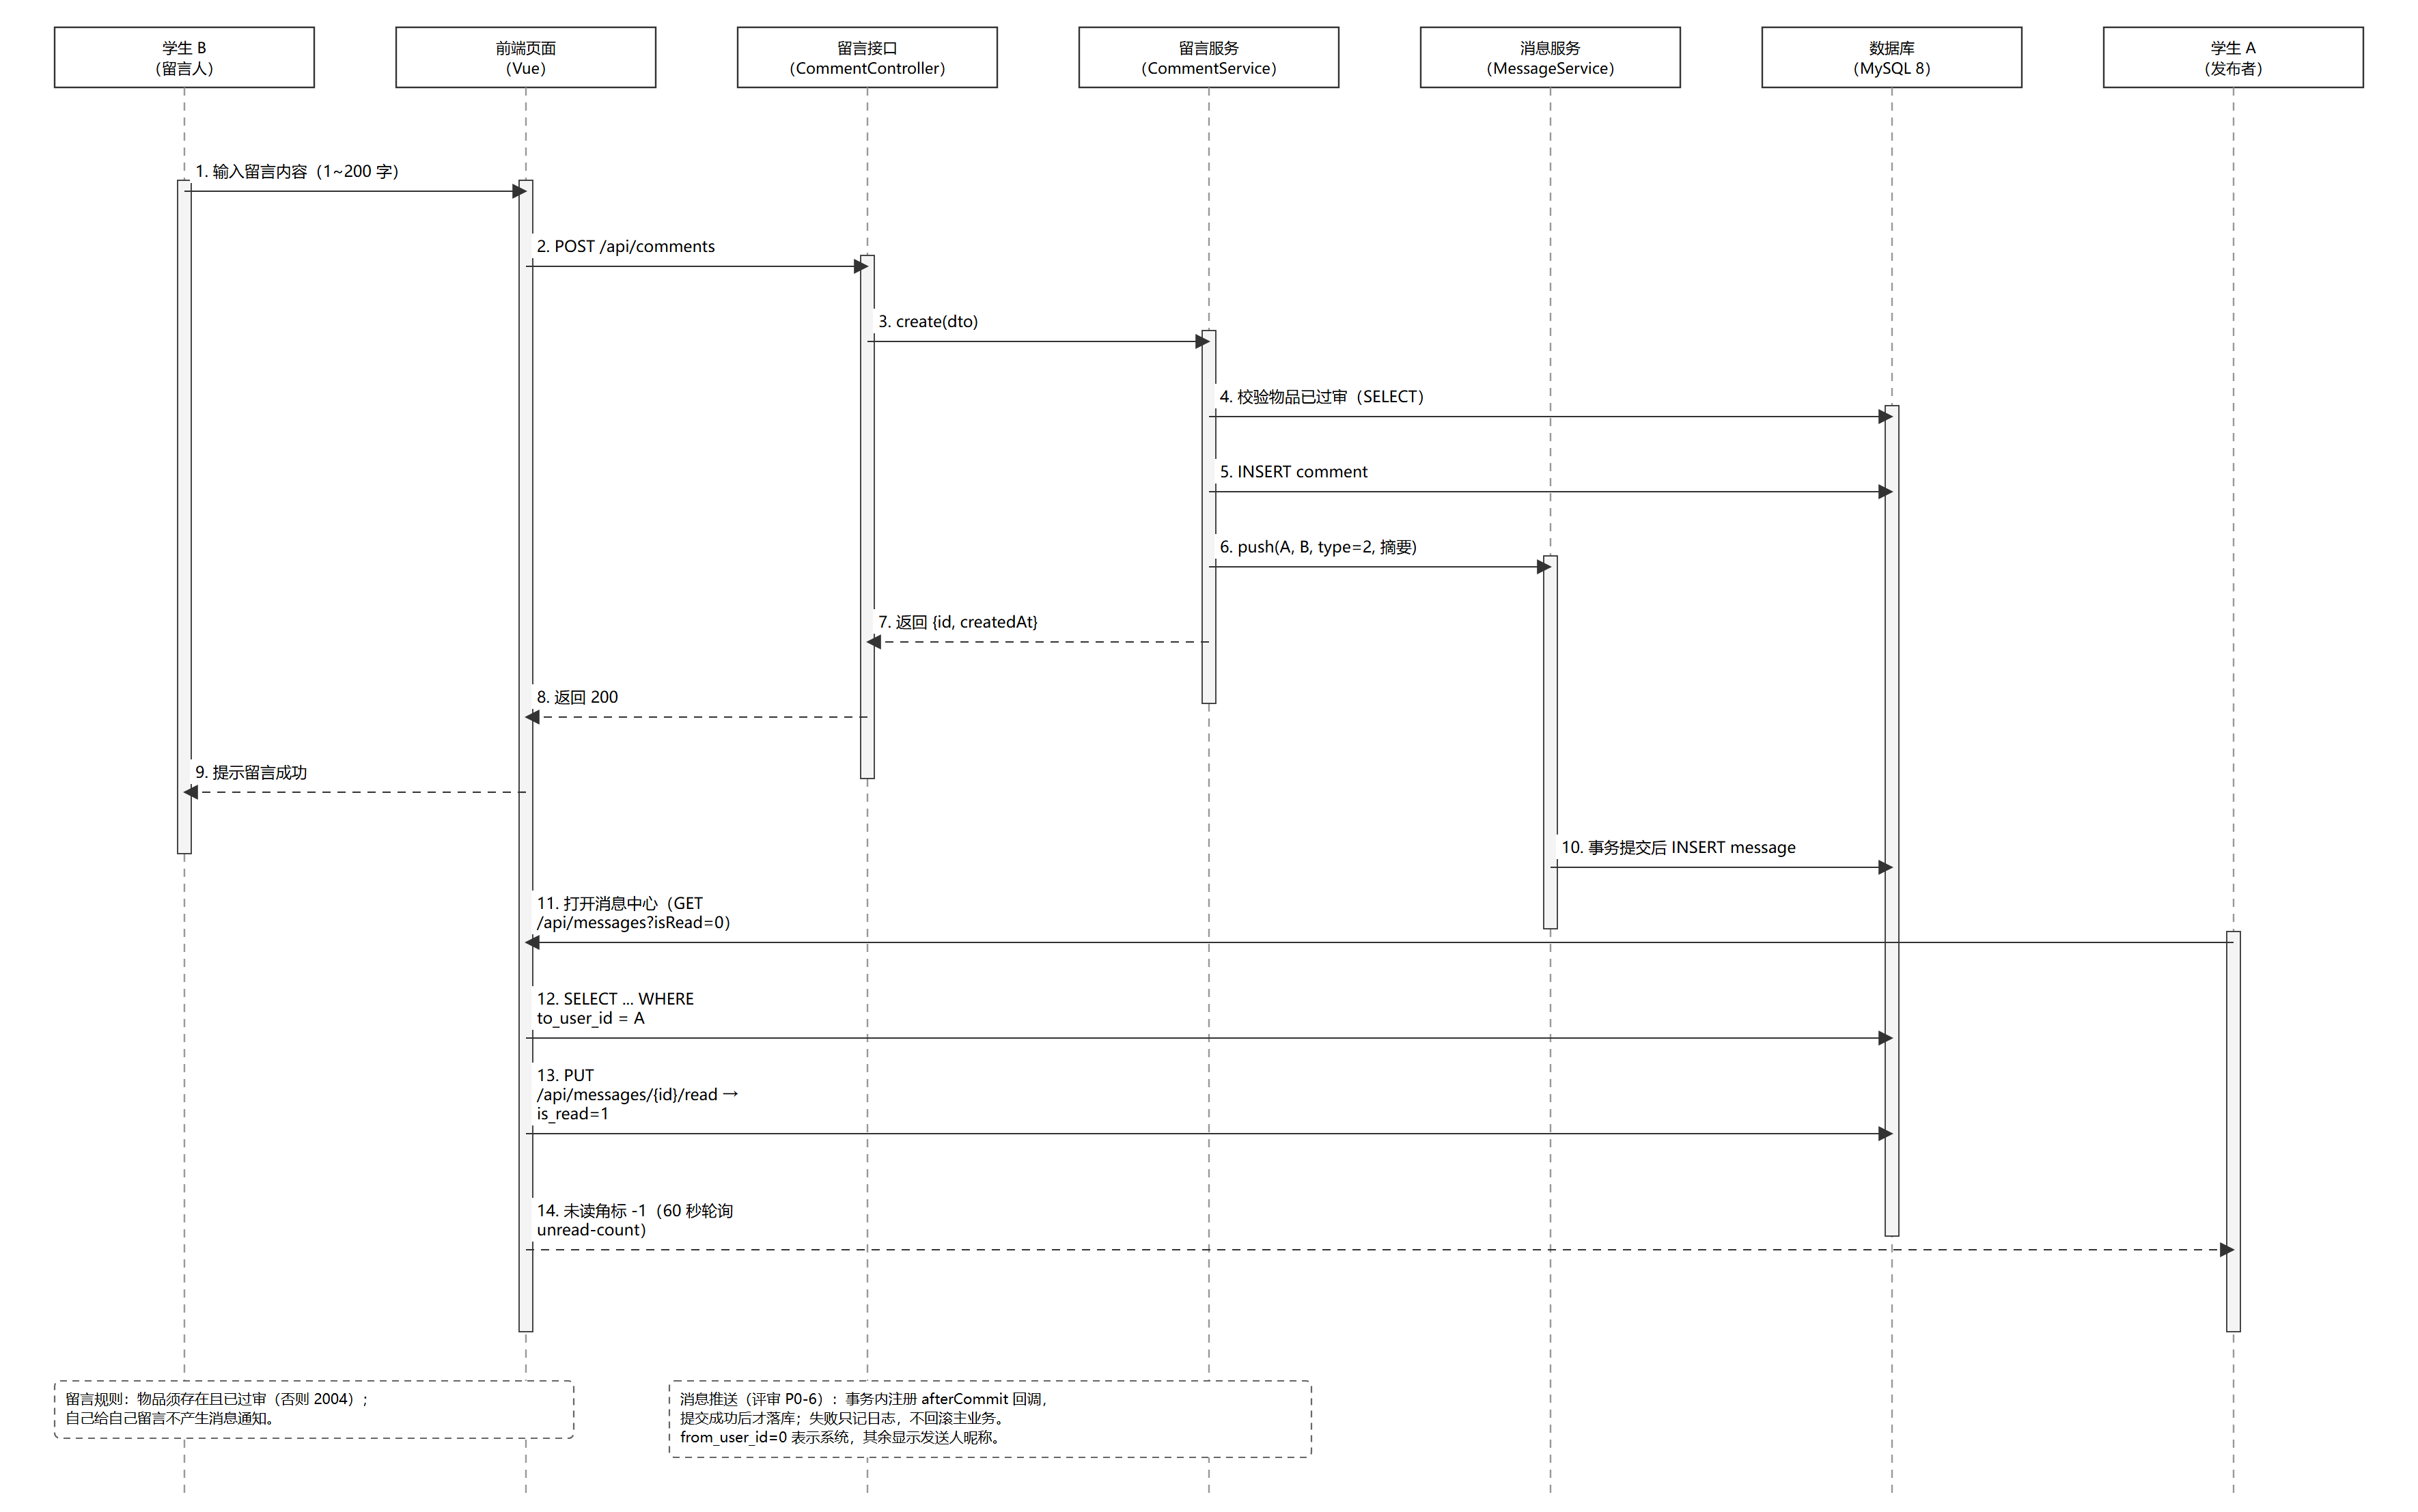 学生 B
（留言人）
前端页面
（Vue）
留言接口
（CommentController）
留言服务
（CommentService）
消息服务
（MessageService）
数据库
（MySQL 8）
学生 A
（发布者）
1. 输入留言内容（1~200 字）
2. POST /api/comments
3. create(dto)
4. 校验物品已过审（SELECT）
5. INSERT comment
6. push(A, B, type=2, 摘要)
7. 返回 {id, createdAt}
8. 返回 200
9. 提示留言成功
10. 事务提交后 INSERT message
11. 打开消息中心（GET
/api/messages?isRead=0）
12. SELECT ... WHERE
to_user_id = A
13. PUT
/api/messages/{id}/read →
is_read=1
14. 未读角标 -1（60 秒轮询
unread-count）
留言规则：物品须存在且已过审（否则 2004）；
自己给自己留言不产生消息通知。
消息推送（评审 P0-6）：事务内注册 afterCommit 回调，
提交成功后才落库；失败只记日志，不回滚主业务。
from_user_id=0 表示系统，其余显示发送人昵称。